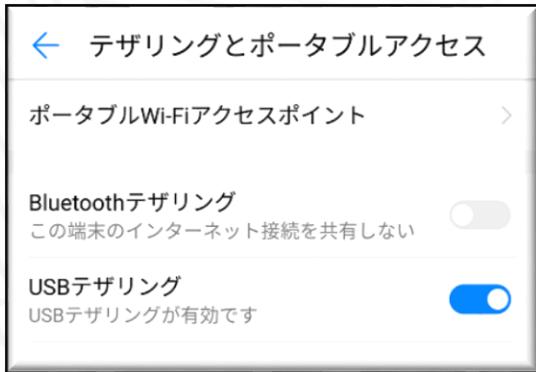 テザリングとポータブルアクセス
ポータブルWi-Fiアクセスポイント
Bluetoothテザリング
この端末のインターネット接続を共有しない
USBテザリング
USBテザリングが有効です